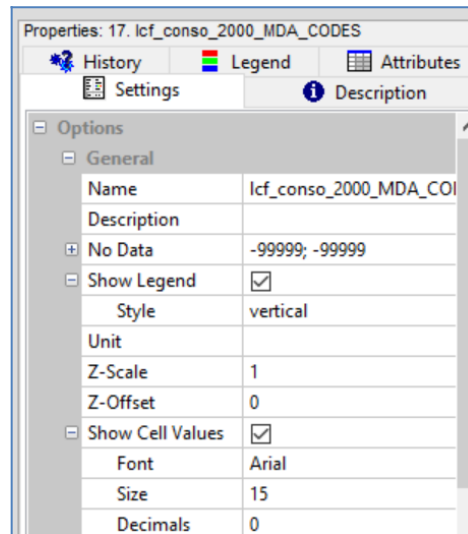 Properties: 17. lcf_conso_2000_MDA_CODES
History Legend Attributes
Settings Description
Options
General
Name lcf_conso_2000_MDA_COI
Description
No Data -99999; -99999
Show Legend
Style vertical
Unit
Z-Scale 1
Z-Offset 0
Show Cell Values
Font Arial
Size 15
Decimals 0